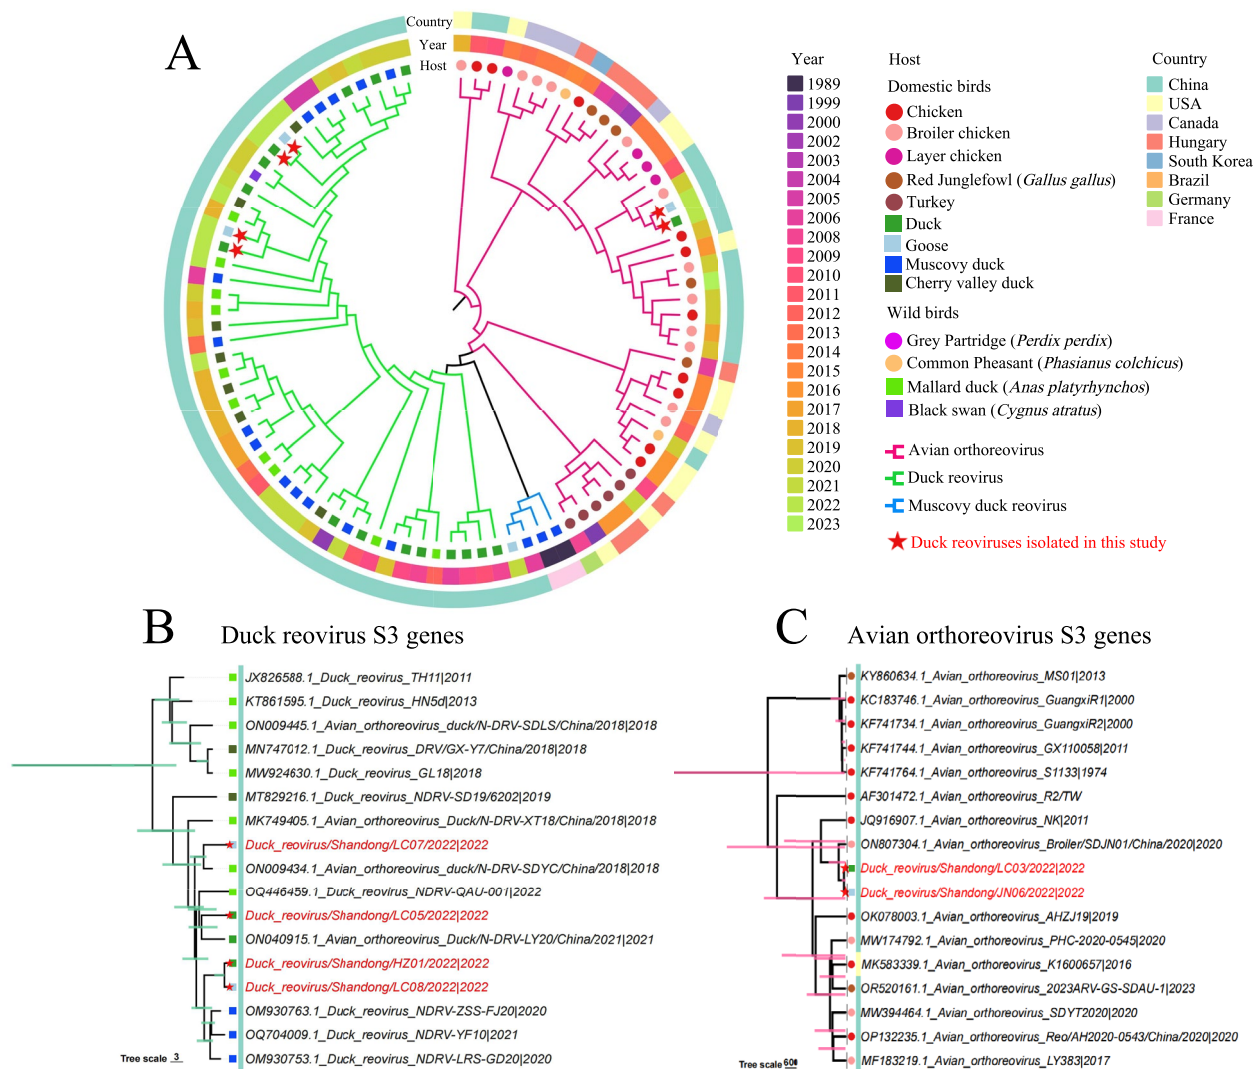 A
Country
Year
Host
Year
1989
1999
2000
2002
2003
2004
2005
2006
2008
2009
2010
2011
2012
2013
2014
2015
2016
2017
2018
2019
2020
2021
2022
2023
Host
Domestic birds
Chicken
Broiler chicken
Layer chicken
Red Junglefowl (Gallus gallus)
Turkey
Duck
Goose
Muscovy duck
Cherry valley duck
Wild birds
Grey Partridge (Perdix perdix)
Common Pheasant (Phasianus colchicus)
Mallard duck (Anas platyrhynchos)
Black swan (Cygnus atratus)
Avian orthoreovirus
Duck reovirus
Muscovy duck reovirus
Duck reoviruses isolated in this study
Country
China
USA
Canada
Hungary
South Korea
Brazil
Germany
France
B
Duck reovirus S3 genes
JX826588.1_Duck_reovirus_TH11|2011
KT861595.1_Duck_reovirus_HN5d|2013
ON009445.1_Avian_orthoreovirus_duck/N-DRV-SDLS/China/2018|2018
MN747012.1_Duck_reovirus_DRV/GX-Y7/China/2018|2018
MW924630.1_Duck_reovirus_GL18|2018
MT829216.1_Duck_reovirus_NDRV-SD19/6202|2019
MK749405.1_Avian_orthoreovirus_Duck/N-DRV-XT18/China/2018|2018
Duck_reovirus/Shandong/LC07/2022|2022
ON009434.1_Avian_orthoreovirus_duck/N-DRV-SDYC/China/2018|2018
OQ446459.1_Duck_reovirus_NDRV-QAU-001|2022
Duck_reovirus/Shandong/LC05/2022|2022
ON040915.1_Avian_orthoreovirus_Duck/N-DRV-LY20/China/2021|2021
Duck_reovirus/Shandong/HZ01/2022|2022
Duck_reovirus/Shandong/LC08/2022|2022
OM930763.1_Duck_reovirus_NDRV-ZSS-FJ20|2020
OQ704009.1_Duck_reovirus_NDRV-YF10|2021
OM930753.1_Duck_reovirus_NDRV-LRS-GD20|2020
Tree scale 3
C
Avian orthoreovirus S3 genes
KY860634.1_Avian_orthoreovirus_MS01|2013
KC183746.1_Avian_orthoreovirus_GuangxiR1|2000
KF741734.1_Avian_orthoreovirus_GuangxiR2|2000
KF741744.1_Avian_orthoreovirus_GX110058|2011
KF741764.1_Avian_orthoreovirus_S1133|1974
AF301472.1_Avian_orthoreovirus_R2/TW
JQ916907.1_Avian_orthoreovirus_NK|2011
ON807304.1_Avian_orthoreovirus_Broiler/SDJN01/China/2020|2020
Duck_reovirus/Shandong/LC03/2022|2022
Duck_reovirus/Shandong/JN06/2022|2022
OK078003.1_Avian_orthoreovirus_AHZJ19|2019
MW174792.1_Avian_orthoreovirus_PHC-2020-0545|2020
MK583339.1_Avian_orthoreovirus_K1600657|2016
OR520161.1_Avian_orthoreovirus_2023ARV-GS-SDAU-1|2023
MW394464.1_Avian_orthoreovirus_SDYT2020|2020
OP132235.1_Avian_orthoreovirus_Reo/AH2020-0543/China/2020|2020
MF183219.1_Avian_orthoreovirus_LY383|2017
Tree scale